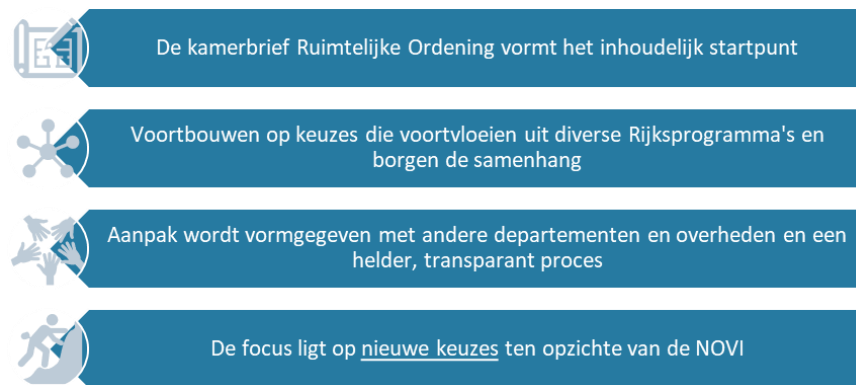 De kamerbrief Ruimtelijke Ordening vormt het inhoudelijk startpunt
Voortbouwen op keuzes die voortvloeien uit diverse Rijksprogramma's en
borgen de samenhang
Aanpak wordt vormgegeven met andere departementen en overheden en een
helder, transparant proces
De focus ligt op nieuwe keuzes ten opzichte van de NOVI